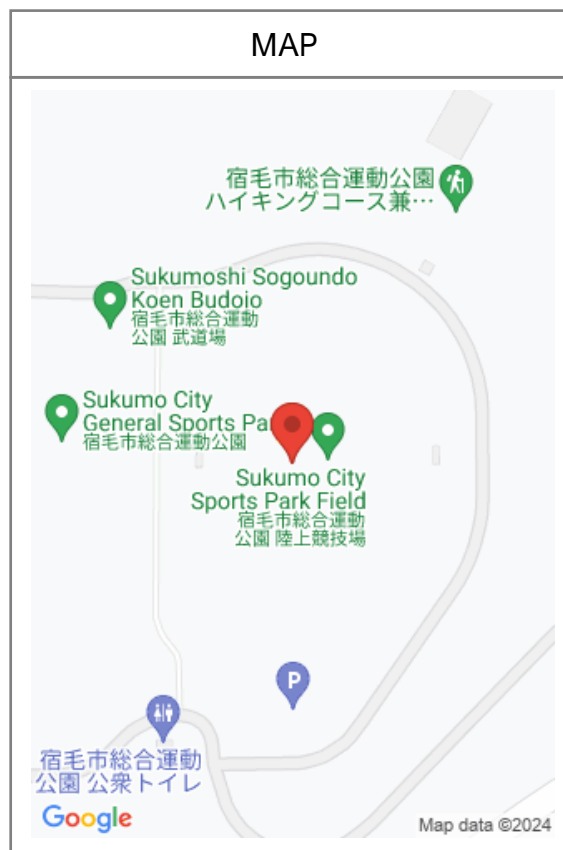 MAP
宿毛市総合運動公園
ハイキングコース兼…
Sukumoshi Sogoundo
Koen Budojo
宿毛市総合運動
公園 武道場
Sukumo City
General Sports Pa
宿毛市総合運動公園
Sukumo City
Sports Park Field
宿毛市総合運動
公園 陸上競技場
P
宿毛市総合運動
公園 公衆トイレ
Google
Map data ©2024